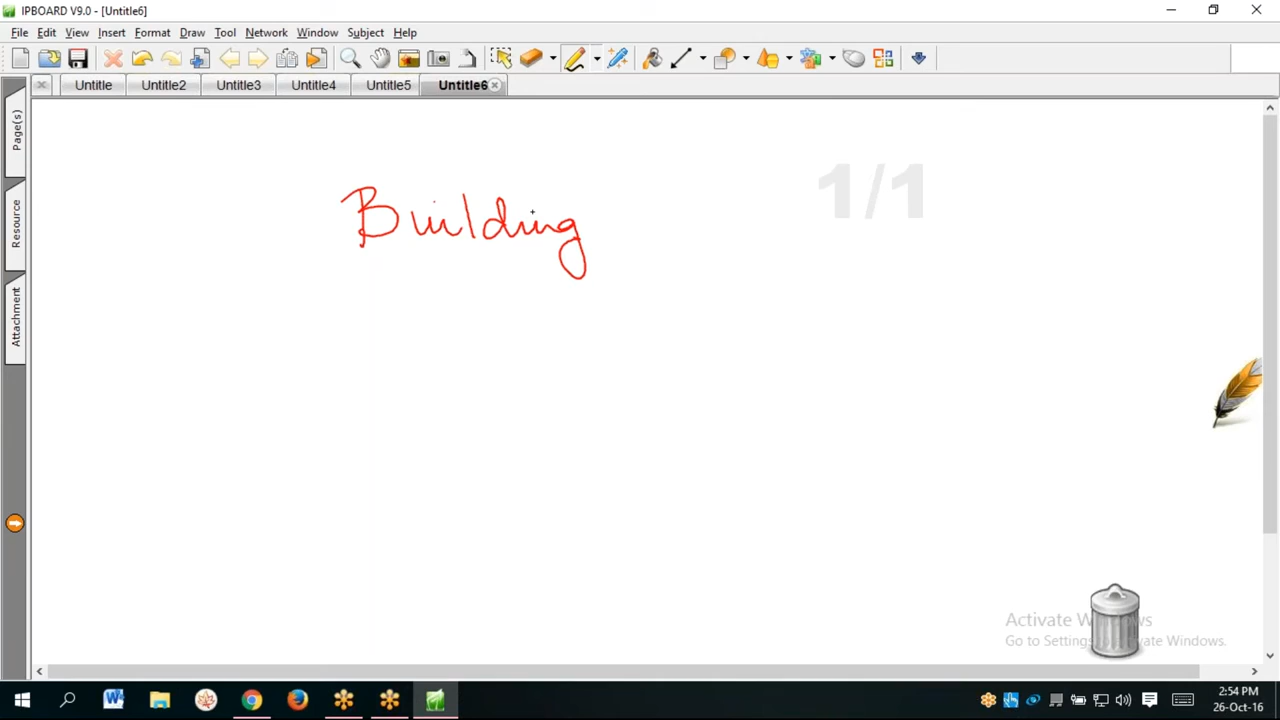 IPBOARD V9.0 - [Untitle6]
File Edit View Insert Format Draw Tool Network Window Subject Help
Untitle Untitle2 Untitle3 Untitle4 Untitle5 Untitle6
Page(s)
Resource
Attachment
1/1
Building
Activate Windows
Go to Settings to activate Windows.
2:54 PM
26-Oct-16